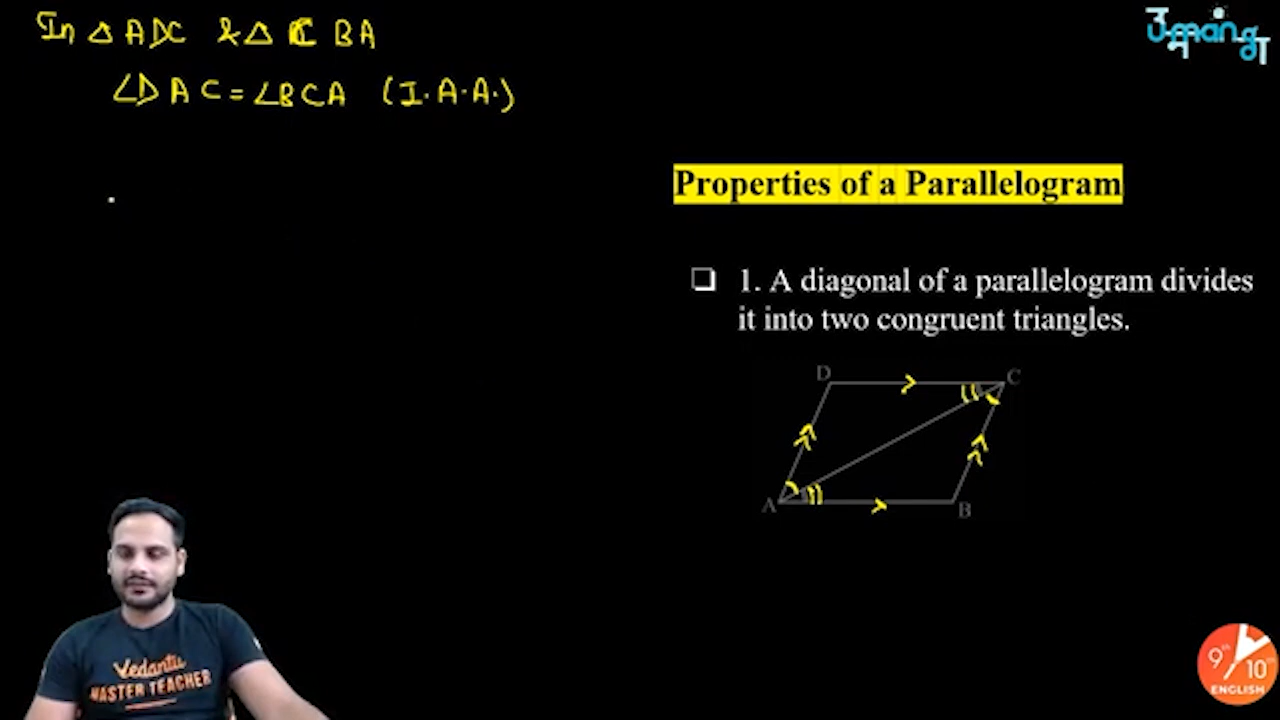 In △ ADC & △ CBA
∠DAC = ∠BCA (I.A.A.)
उmanग
Properties of a Parallelogram
❑ 1. A diagonal of a parallelogram divides
it into two congruent triangles.
D C
A B
Vedantu
MASTER TEACHER
9th 10th
ENGLISH